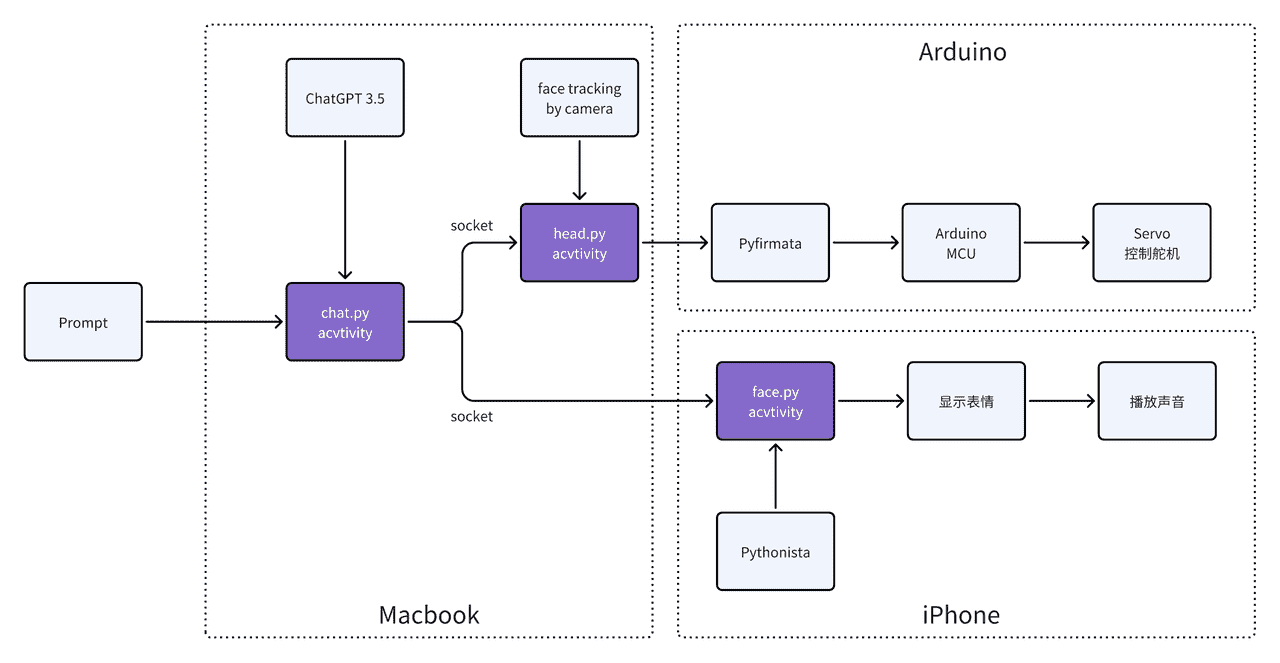 Arduino
ChatGPT 3.5
face tracking
by camera
socket
head.py
acvtivity
Pyfirmata
Arduino
MCU
Servo
控制舵机
Prompt
chat.py
acvtivity
socket
face.py
acvtivity
显示表情
播放声音
Pythonista
Macbook
iPhone